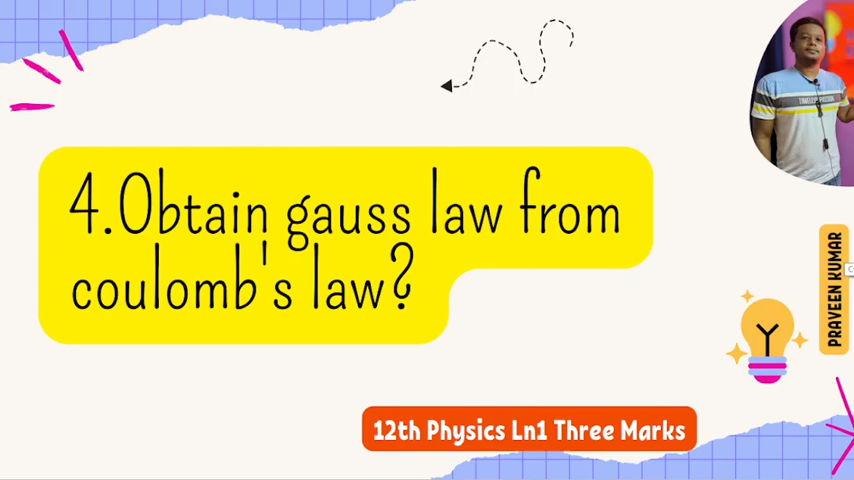 4.Obtain gauss law from
coulomb's law?
12th Physics Ln1 Three Marks
PRAVEEN KUMAR